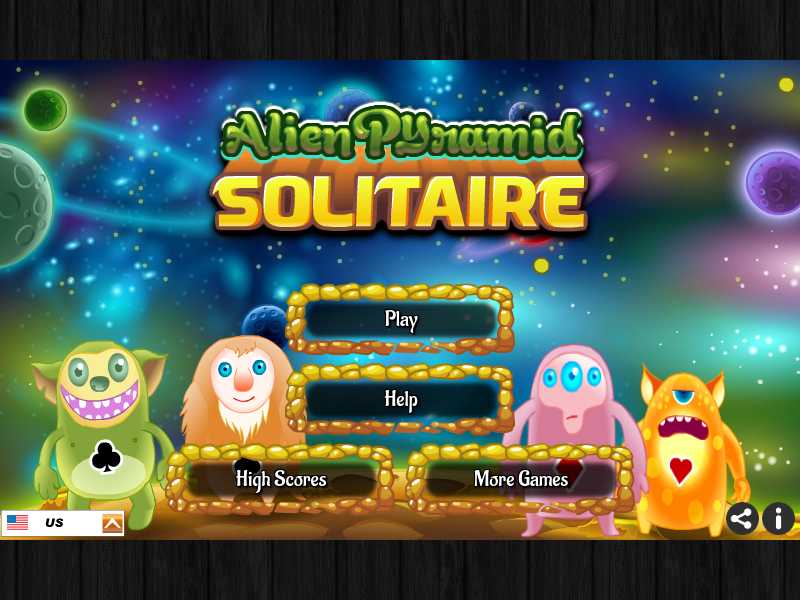 Alien Pyramid
SOLITAIRE
Play
Help
High Scores
More Games
US